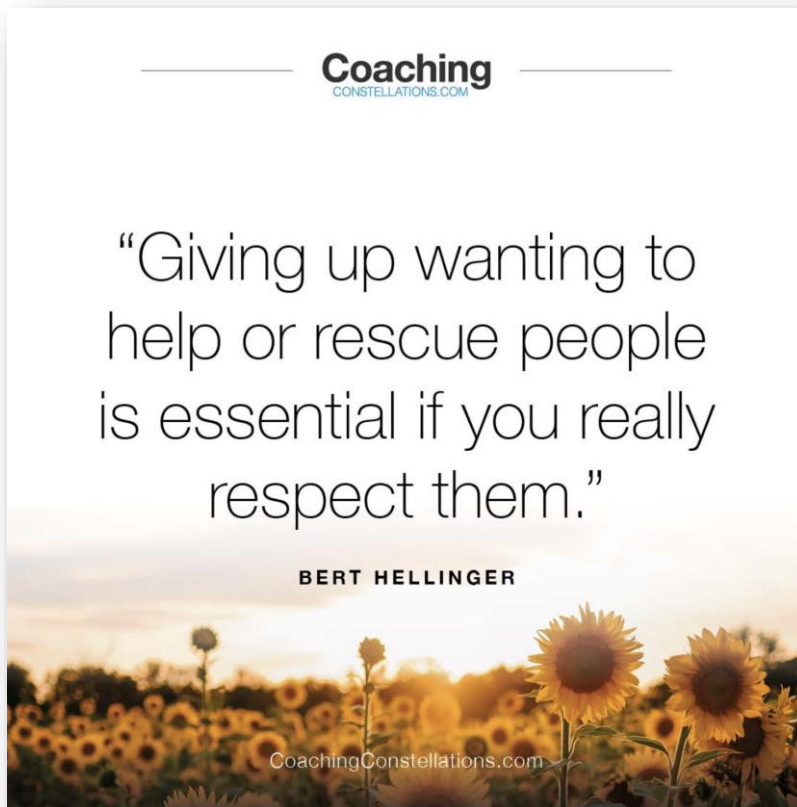 Coaching
CONSTELLATIONS.COM
“Giving up wanting to
help or rescue people
is essential if you really
respect them.”
BERT HELLINGER
CoachingConstellations.com